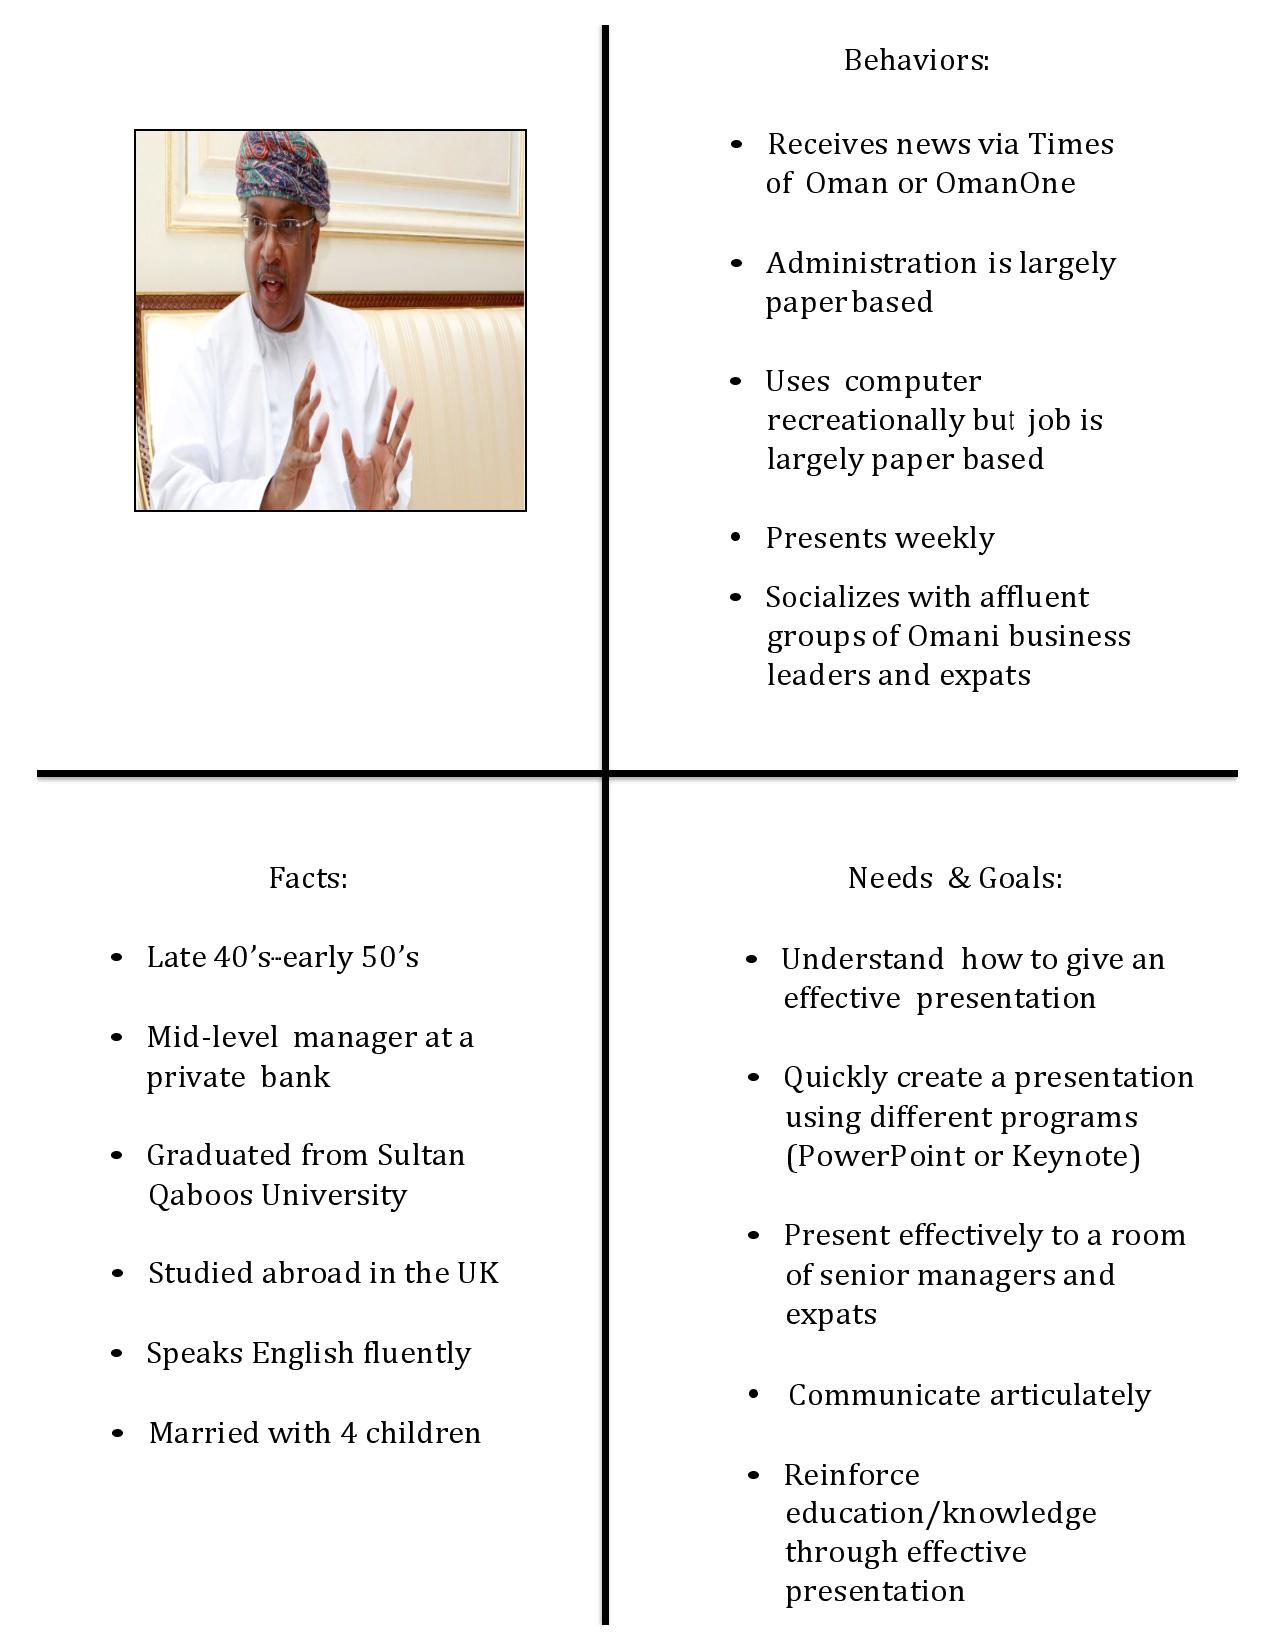 Behaviors:
• Receives news via Times
of Oman or OmanOne
• Administration is largely
paper based
• Uses computer
recreationally but job is
largely paper based
• Presents weekly
• Socializes with affluent
groups of Omani business
leaders and expats
Facts:
• Late 40’s-early 50’s
• Mid-level manager at a
private bank
• Graduated from Sultan
Qaboos University
• Studied abroad in the UK
• Speaks English fluently
• Married with 4 children
Needs & Goals:
• Understand how to give an
effective presentation
• Quickly create a presentation
using different programs
(PowerPoint or Keynote)
• Present effectively to a room
of senior managers and
expats
• Communicate articulately
• Reinforce
education/knowledge
through effective
presentation